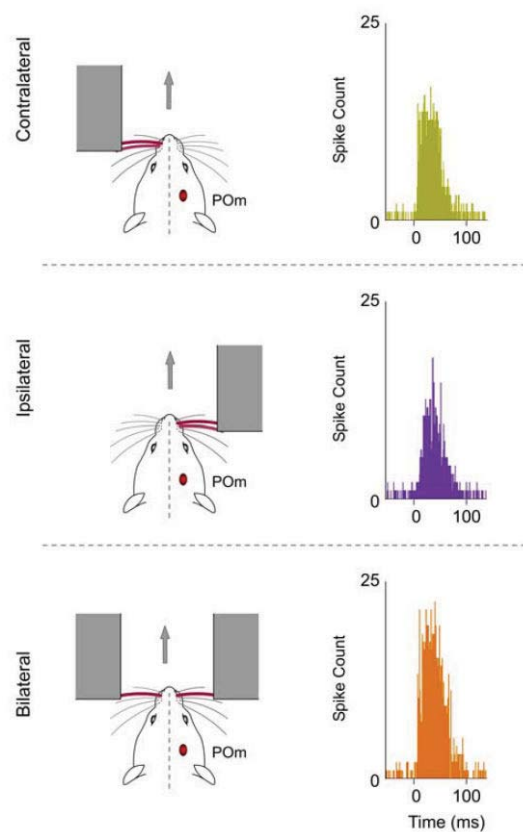 Contralateral
POm
Spike Count
25
0
0 100
Ipsilateral
POm
Spike Count
25
0
0 100
Bilateral
POm
Spike Count
25
0
0 100
Time (ms)